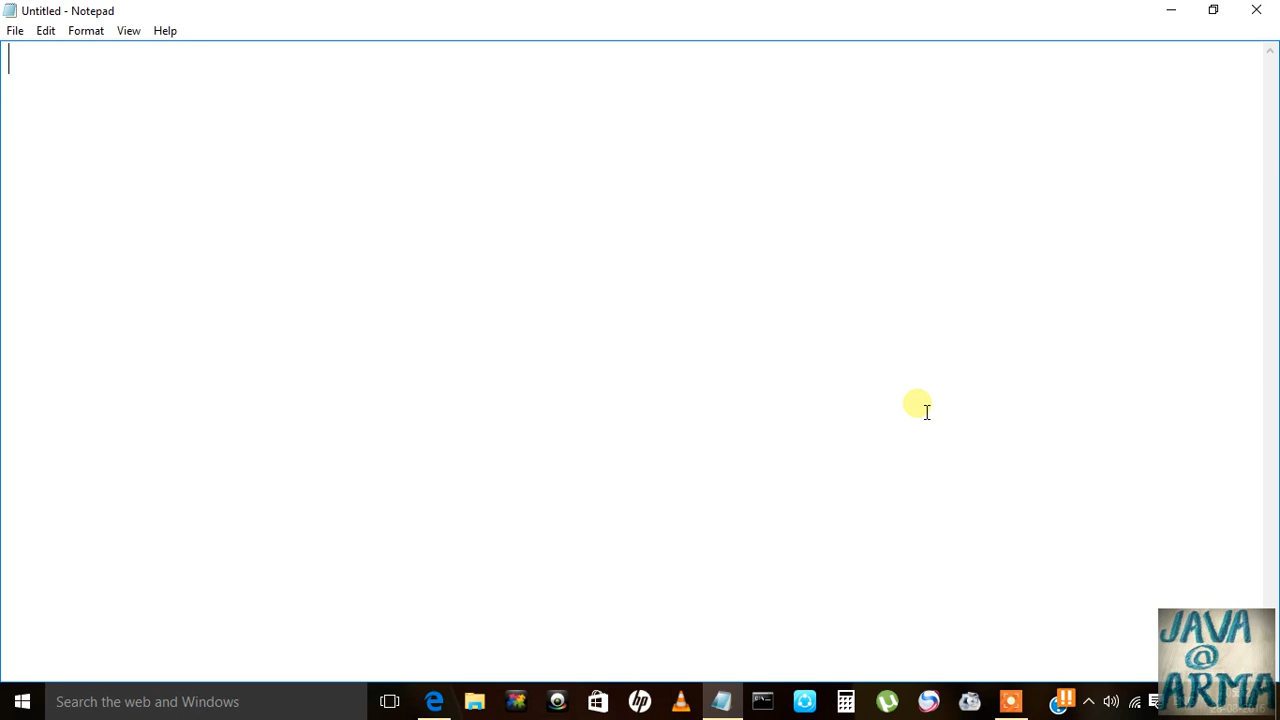 Untitled - Notepad
File Edit Format View Help
JAVA
@
ARMA
Search the web and Windows